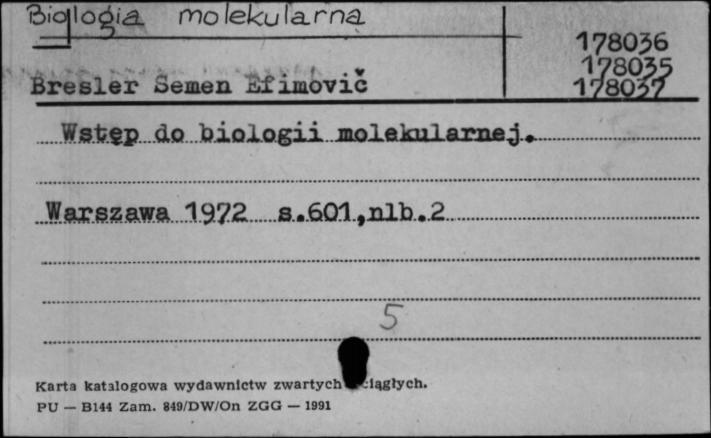 Biologia molekularna
178036
178035
178037
Bresler Semen Efimovič
Wstęp do biologii molekularnej.
Warszawa 1972 s.601.,nlb.2
5
Karta katalogowa wydawnictw zwartych ciągłych.
PU — B144 Zam. 849/DW/On ZGG — 1991